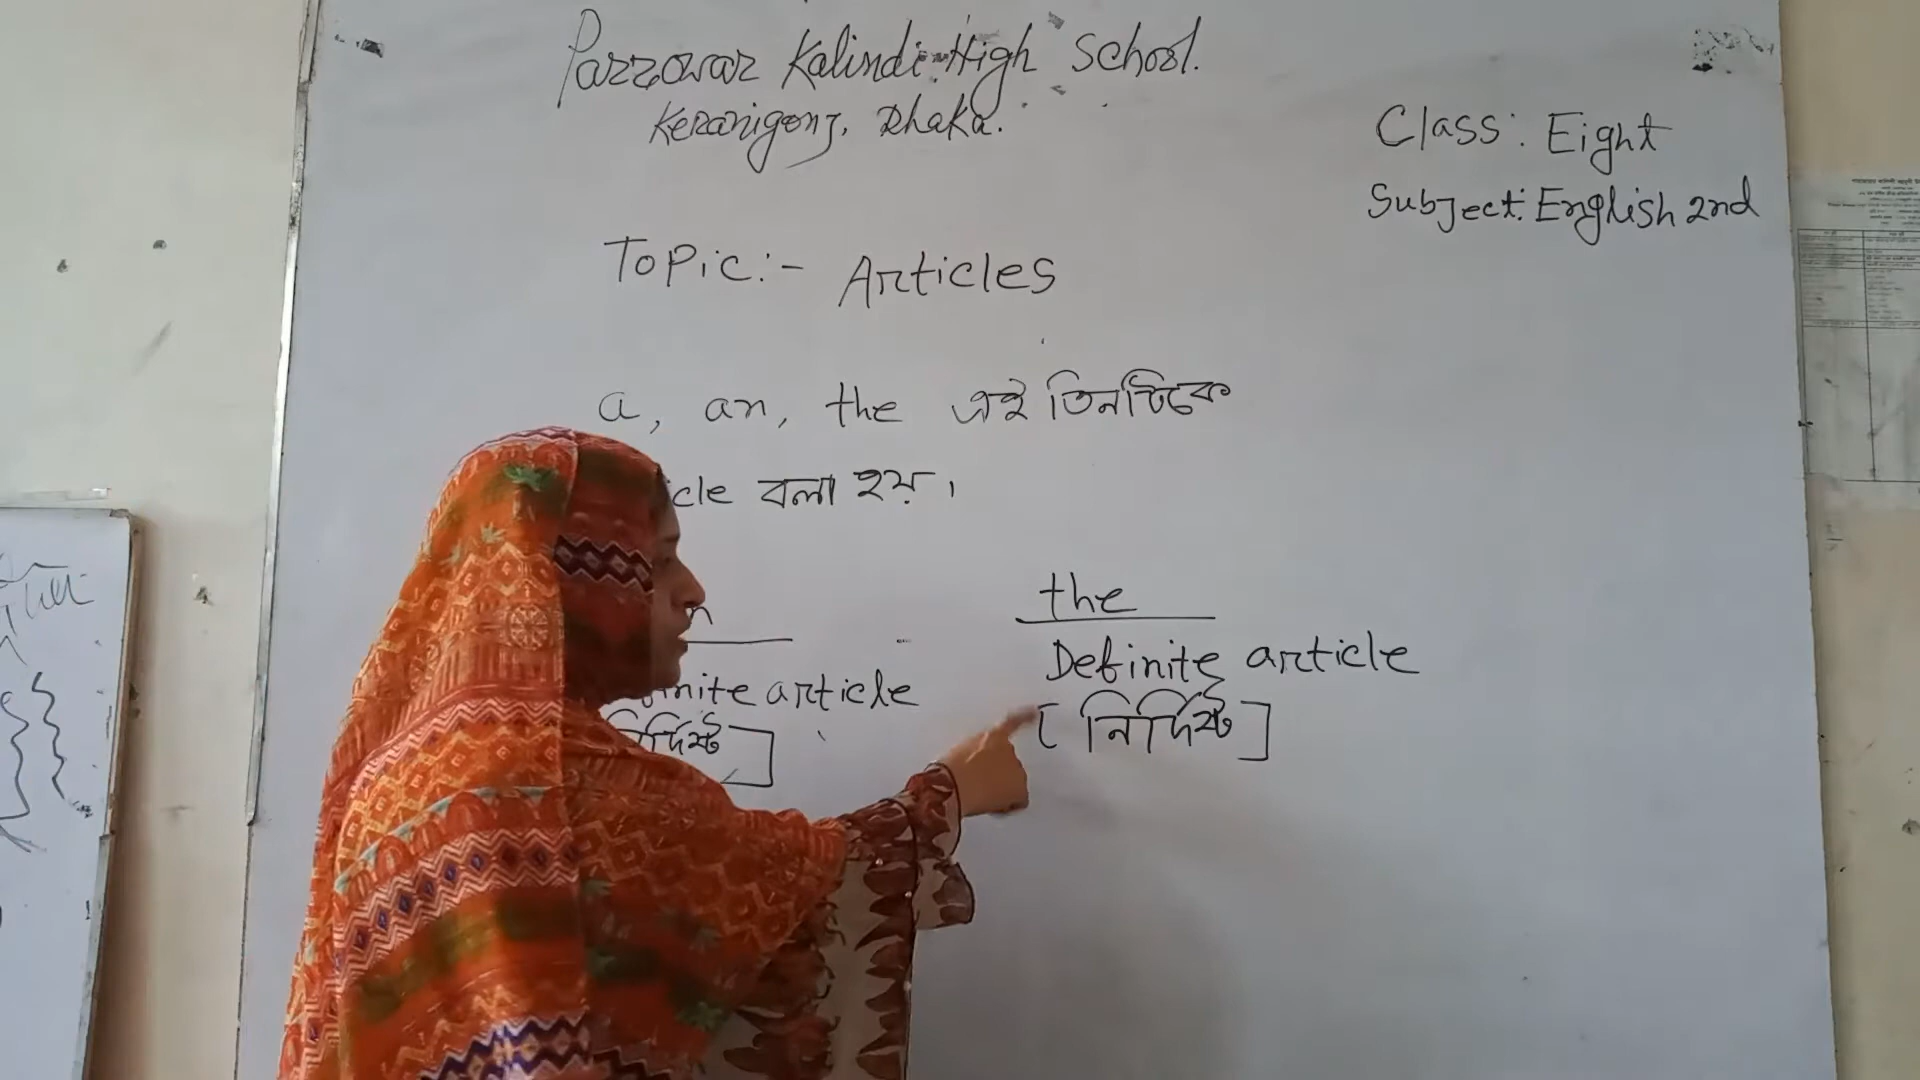 Parzowar Kalindi High School.
Keranigonj, Dhaka.
Class: Eight
Subject: English 2nd
Topic:- Articles
a, an, the এই তিনটিকে
cle বলা হয়।
n
the
nite article
Definite article
নির্দিষ্ট]
[নির্দিষ্ট]